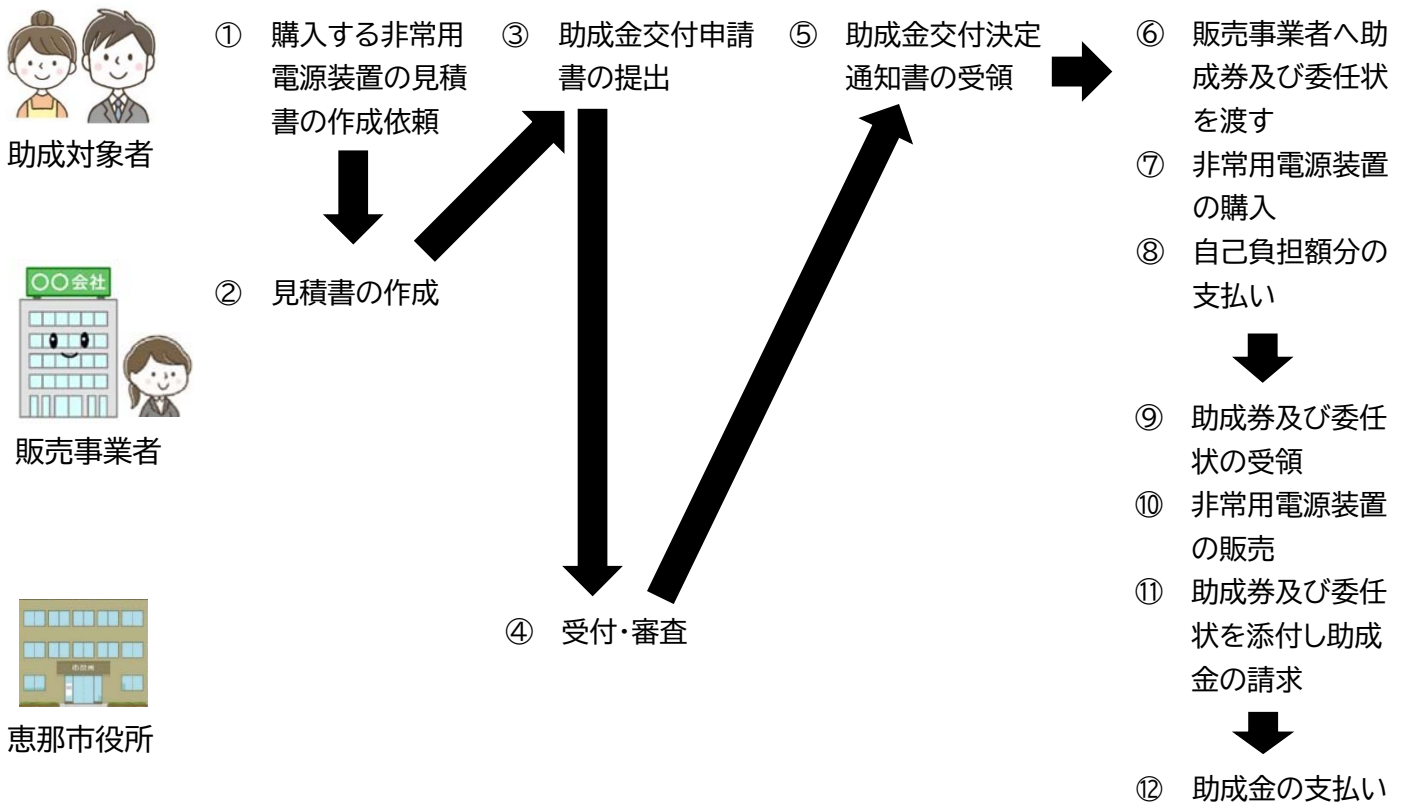 ① 購入する非常用
電源装置の見積
書の作成依頼
③ 助成金交付申請
書の提出
⑤ 助成金交付決定
通知書の受領
⑥ 販売事業者へ助
成券及び委任状
を渡す
⑦ 非常用電源装置
の購入
⑧ 自己負担額分の
支払い
助成対象者
〇〇会社
② 見積書の作成
販売事業者
⑨ 助成券及び委任
状の受領
⑩ 非常用電源装置
の販売
⑪ 助成券及び委任
状を添付し助成
金の請求
④ 受付・審査
市役所
恵那市役所
⑫ 助成金の支払い